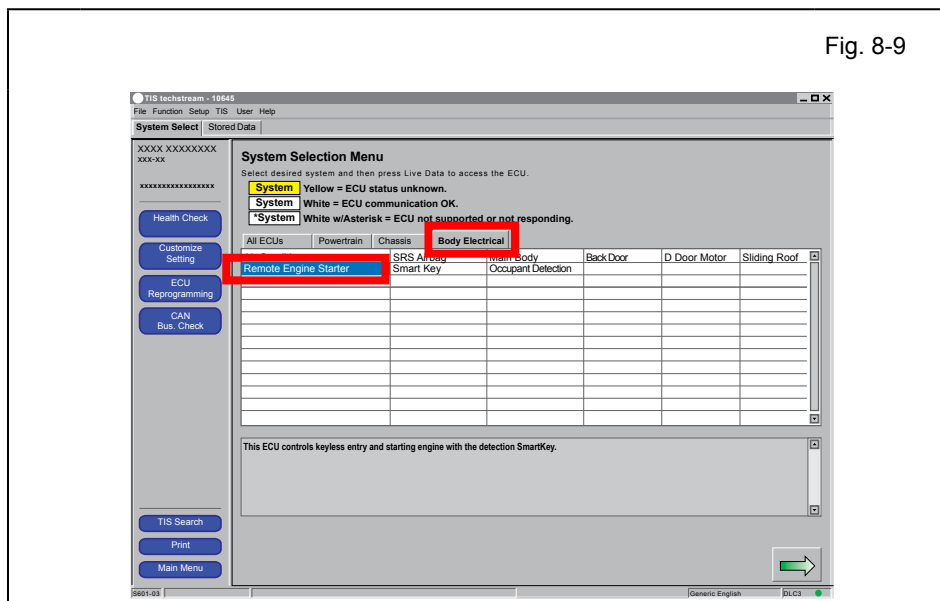 Fig. 8-9
TIS techstream - 10645
File Function Setup TIS User Help
System Select Stored Data
XXXX XXXXXXXX
xxx-xx
xxxxxxxxxxxxxxxxx
Health Check
Customize
Setting
ECU
Reprogramming
CAN
Bus. Check
TIS Search
Print
Main Menu
System Selection Menu
Select desired system and then press Live Data to access the ECU.
System Yellow = ECU status unknown.
System White = ECU communication OK.
*System White w/Asterisk = ECU not supported or not responding.
All ECUs Powertrain Chassis Body Electrical
SRS Airbag Main Body Back Door D Door Motor Sliding Roof
Remote Engine Starter Smart Key Occupant Detection
This ECU controls keyless entry and starting engine with the detection SmartKey.
S601-03 Generic English DLC3